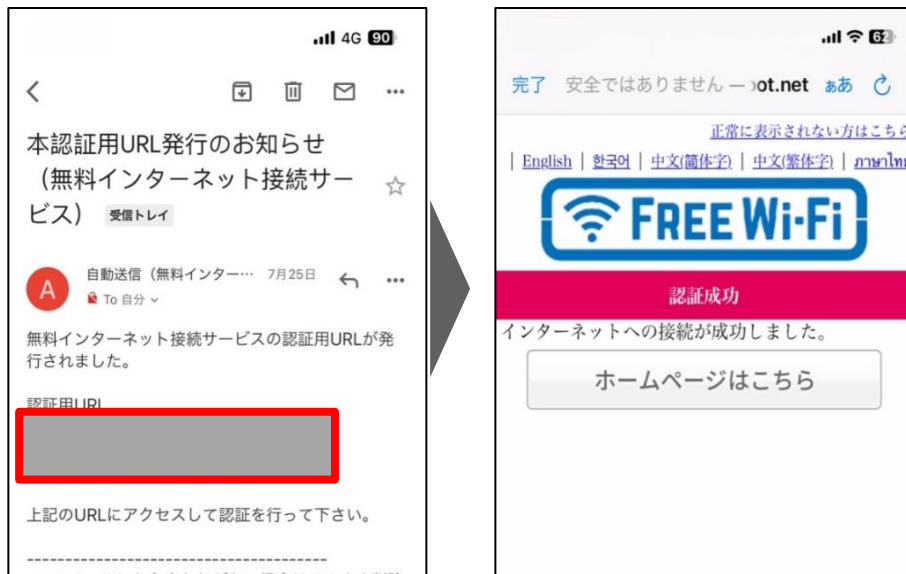 4G 90
本認証用URL発行のお知らせ
（無料インターネット接続サー
ビス） 受信トレイ
A
自動送信（無料インター… 7月25日
To 自分
無料インターネット接続サービスの認証用URLが発
行されました。
認証用URL
上記のURLにアクセスして認証を行って下さい。
---------------------------------------
62
完了 安全ではありません — ot.net ぁあ
正常に表示されない方はこちら
| English | 한국어 | 中文(簡体字) | 中文(繁体字) | ภาษาไทย
FREE Wi-Fi
認証成功
インターネットへの接続が成功しました。
ホームページはこちら